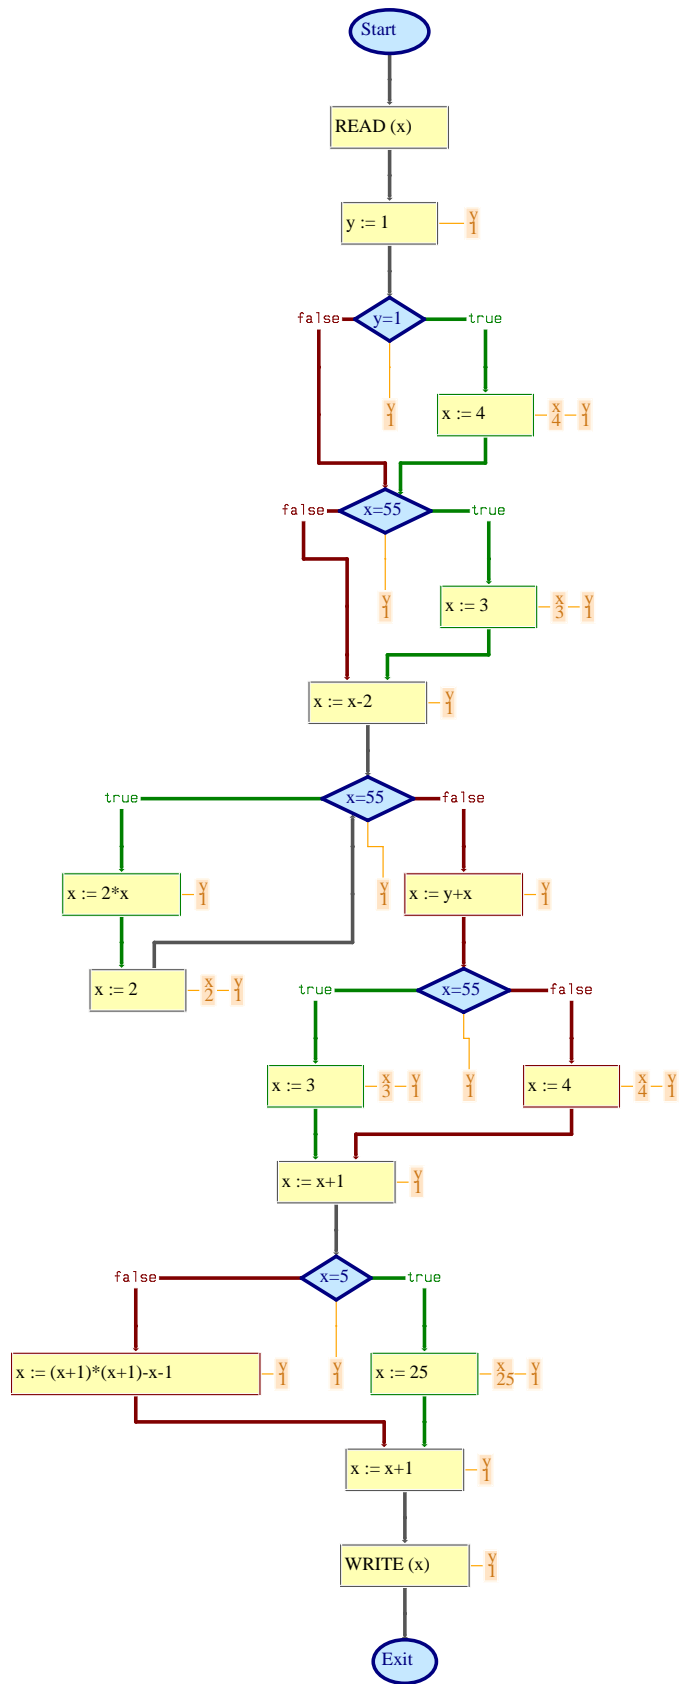 Start
READ (x)
y := 1
y
1
false
y=1
true
y
1
x := 4
x y
4 1
false
x=55
true
y
1
x := 3
x y
3 1
x := x-2
y
1
true
x=55
false
x := 2*x
y
1
y
1
x := y+x
y
1
x := 2
x y
2 1
true
x=55
false
x := 3
x y
3 1
y
1
x := 4
x y
4 1
x := x+1
y
1
false
x=5
true
x := (x+1)*(x+1)-x-1
y
1
y
1
x := 25
x y
25 1
x := x+1
y
1
WRITE (x)
y
1
Exit